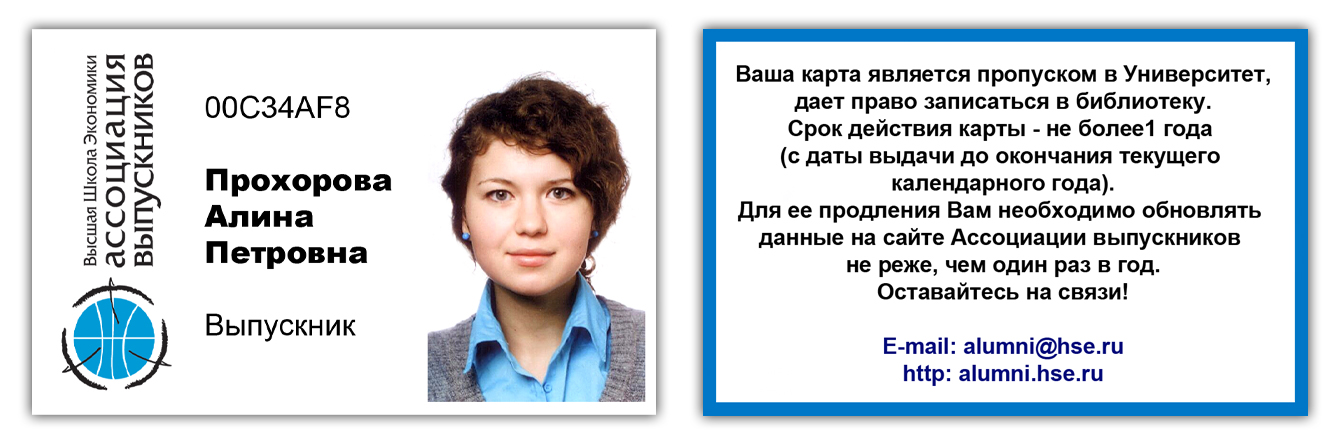 Высшая Школа Экономики
ассоциация
выпускников
00C34AF8
Прохорова
Алина
Петровна
Выпускник
Ваша карта является пропуском в Университет,
дает право записаться в библиотеку.
Срок действия карты - не более1 года
(с даты выдачи до окончания текущего
календарного года).
Для ее продления Вам необходимо обновлять
данные на сайте Ассоциации выпускников
не реже, чем один раз в год.
Оставайтесь на связи!
E-mail: alumni@hse.ru
http: alumni.hse.ru